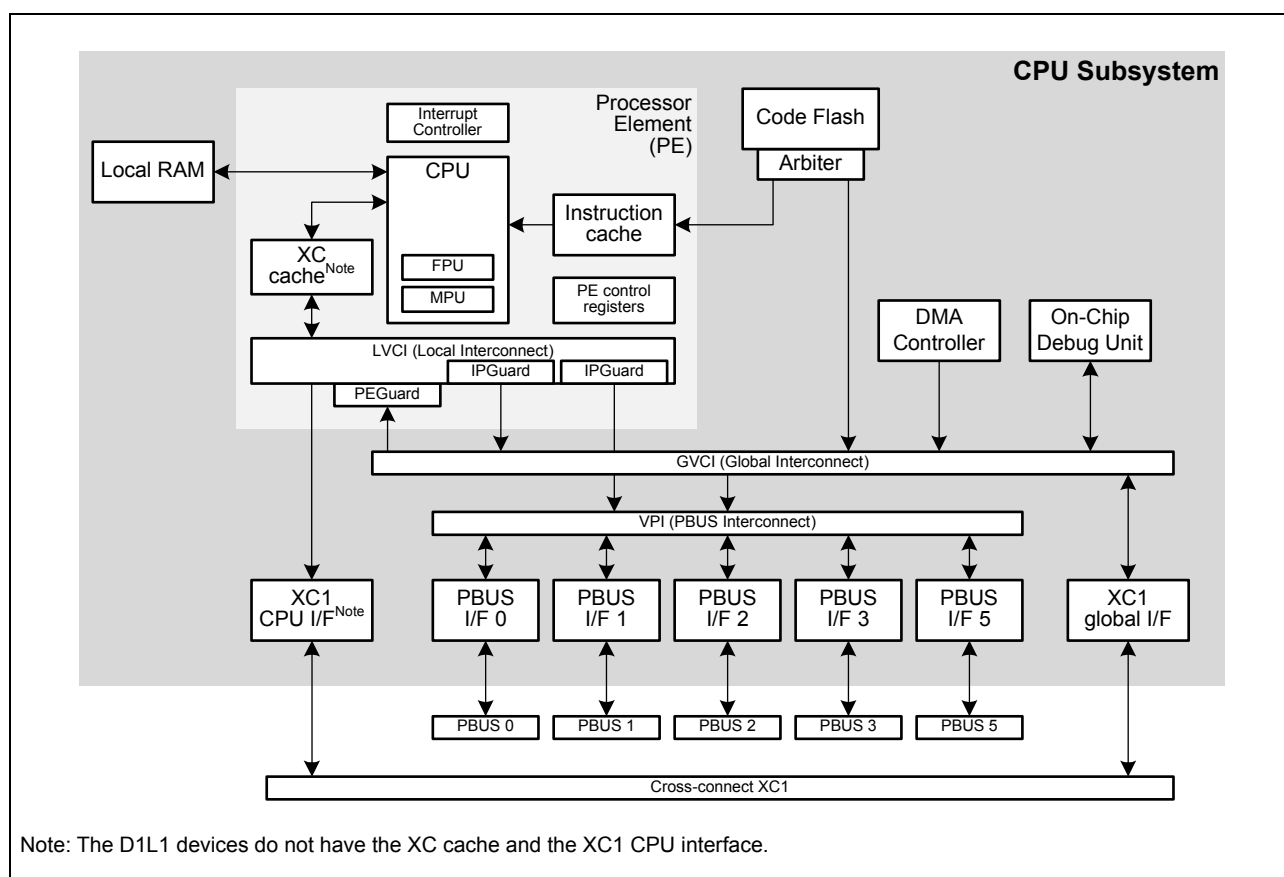 CPU Subsystem
Processor
Element
(PE)
Interrupt
Controller
Code Flash
Arbiter
Local RAM
CPU
Instruction
cache
XC
cacheNote
FPU
MPU
PE control
registers
DMA
Controller
On-Chip
Debug Unit
LVCI (Local Interconnect)
IPGuard
IPGuard
PEGuard
GVCI (Global Interconnect)
VPI (PBUS Interconnect)
XC1
CPU I/FNote
PBUS
I/F 0
PBUS
I/F 1
PBUS
I/F 2
PBUS
I/F 3
PBUS
I/F 5
XC1
global I/F
PBUS 0
PBUS 1
PBUS 2
PBUS 3
PBUS 5
Cross-connect XC1
Note: The D1L1 devices do not have the XC cache and the XC1 CPU interface.